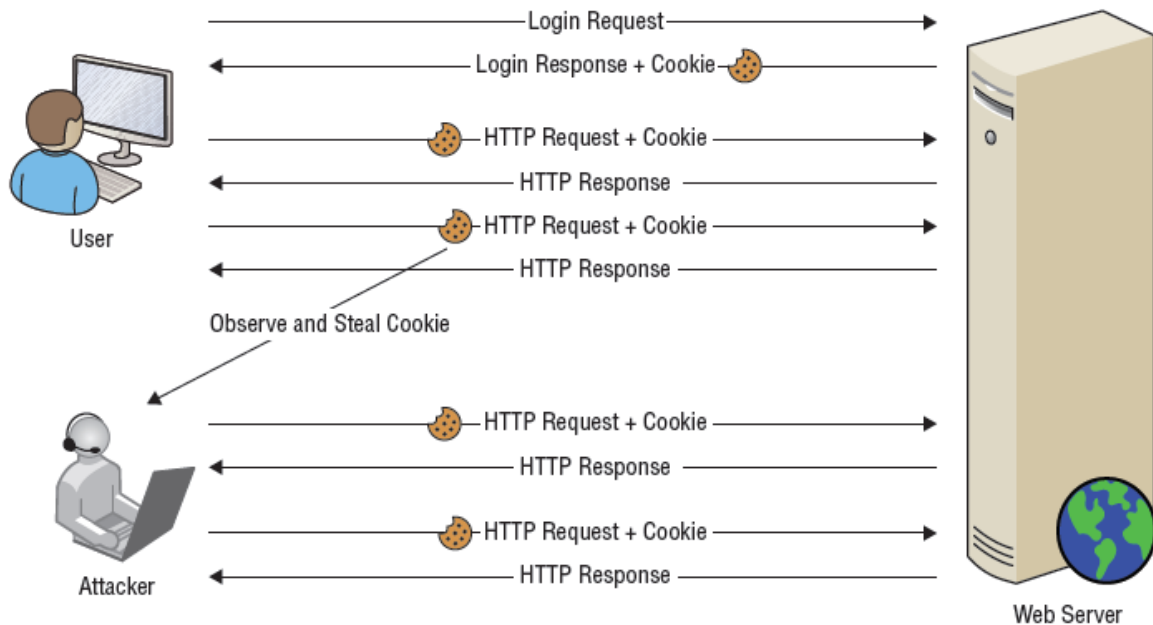 Login Request
Login Response + Cookie
HTTP Request + Cookie
HTTP Response
User
HTTP Request + Cookie
HTTP Response
Observe and Steal Cookie
HTTP Request + Cookie
HTTP Response
HTTP Request + Cookie
Attacker
HTTP Response
Web Server